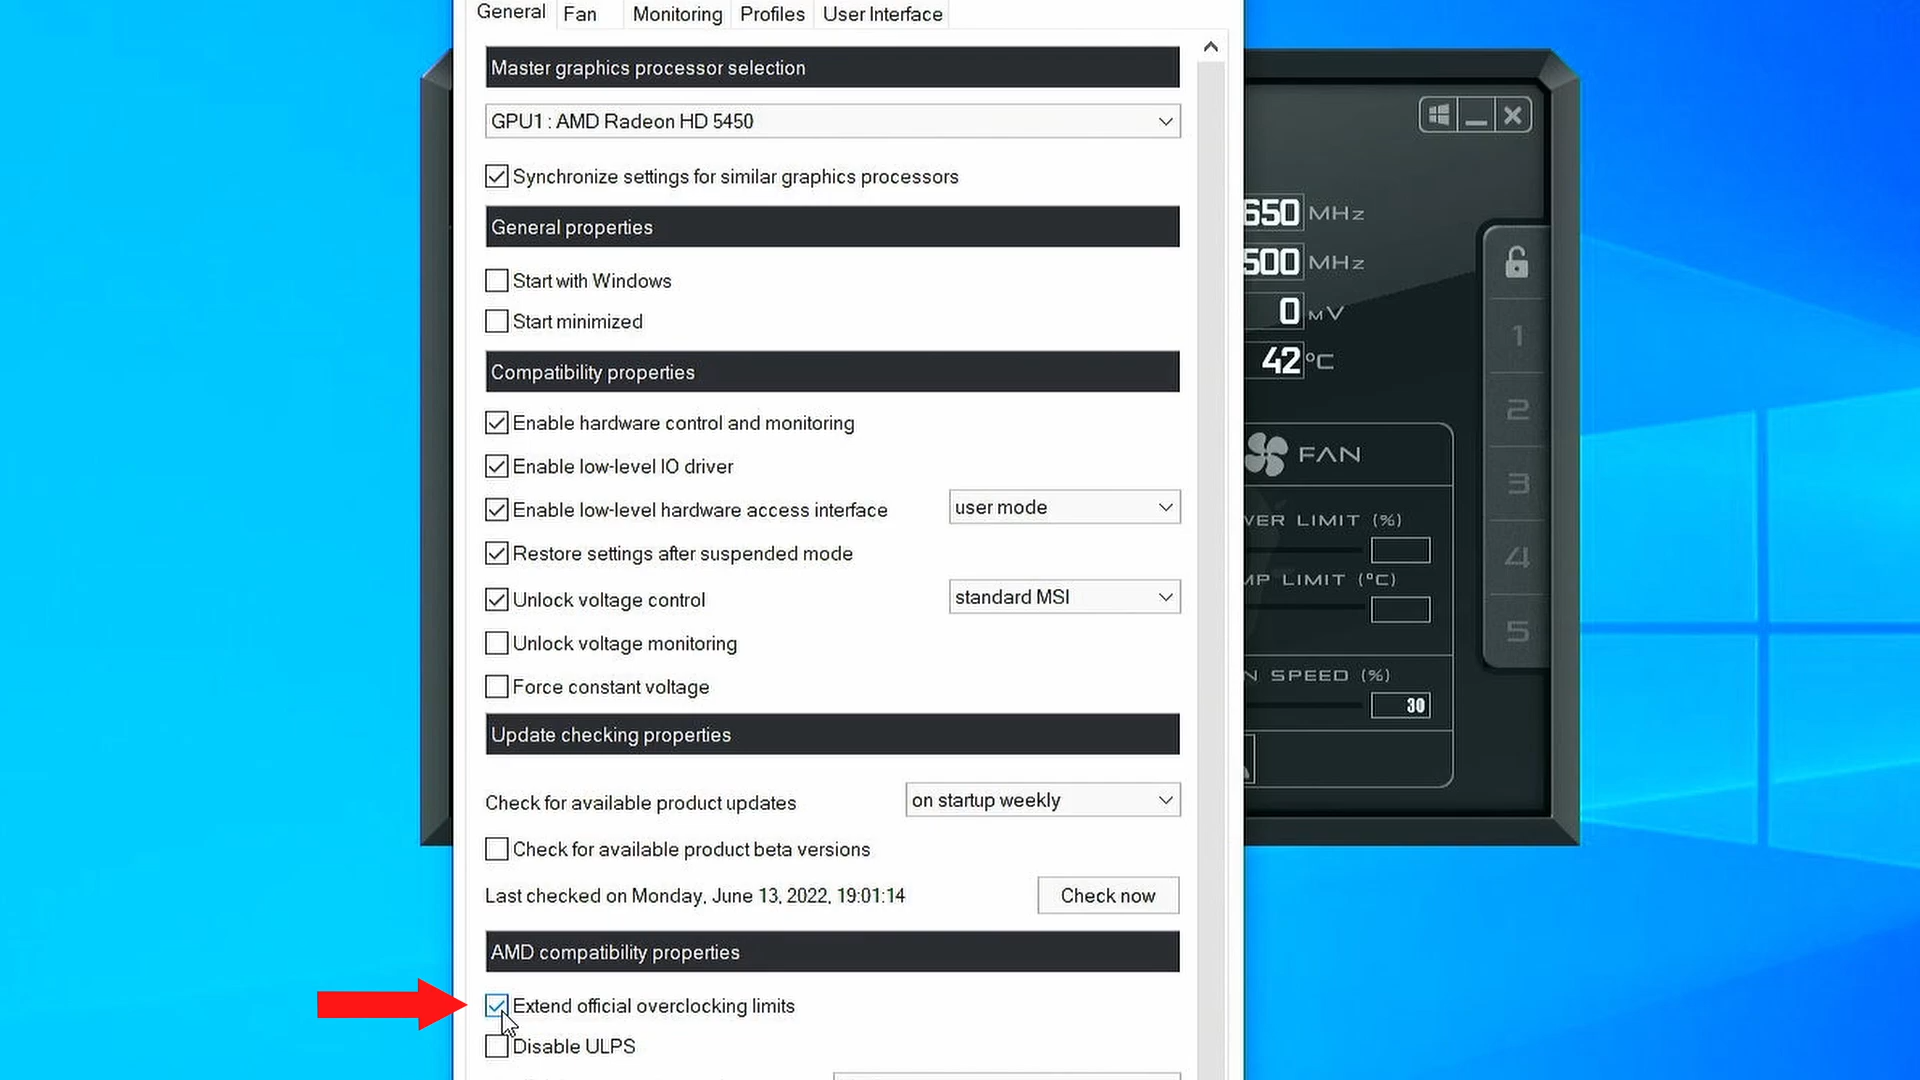 General Fan Monitoring Profiles User Interface
Master graphics processor selection
GPU1 : AMD Radeon HD 5450
Synchronize settings for similar graphics processors
General properties
Start with Windows
Start minimized
Compatibility properties
Enable hardware control and monitoring
Enable low-level IO driver
Enable low-level hardware access interface user mode
Restore settings after suspended mode
Unlock voltage control standard MSI
Unlock voltage monitoring
Force constant voltage
Update checking properties
Check for available product updates on startup weekly
Check for available product beta versions
Last checked on Monday, June 13, 2022, 19:01:14 Check now
AMD compatibility properties
Extend official overclocking limits
Disable ULPS
650 MHz
500 MHz
0 mV
42 °C
FAN
VER LIMIT (%)
MP LIMIT (°C)
N SPEED (%)
30
1
2
3
4
5